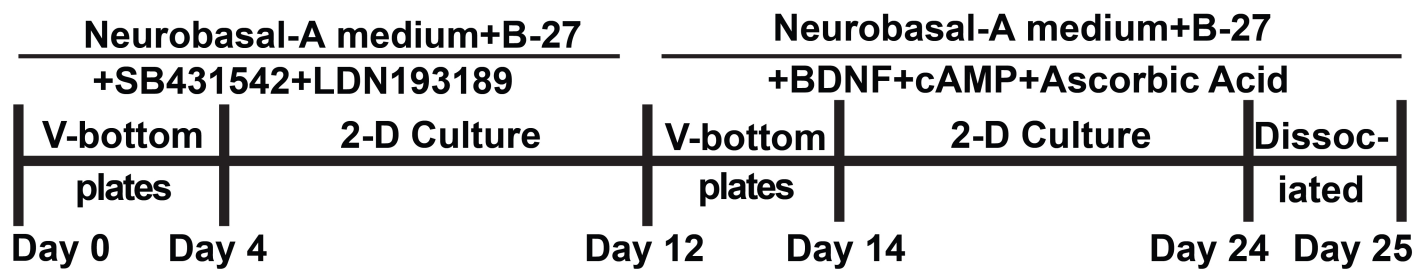 Neurobasal-A medium+B-27
+SB431542+LDN193189
Neurobasal-A medium+B-27
+BDNF+cAMP+Ascorbic Acid
V-bottom
plates
2-D Culture
V-bottom
plates
2-D Culture
Dissoc-
iated
Day 0
Day 4
Day 12
Day 14
Day 24
Day 25